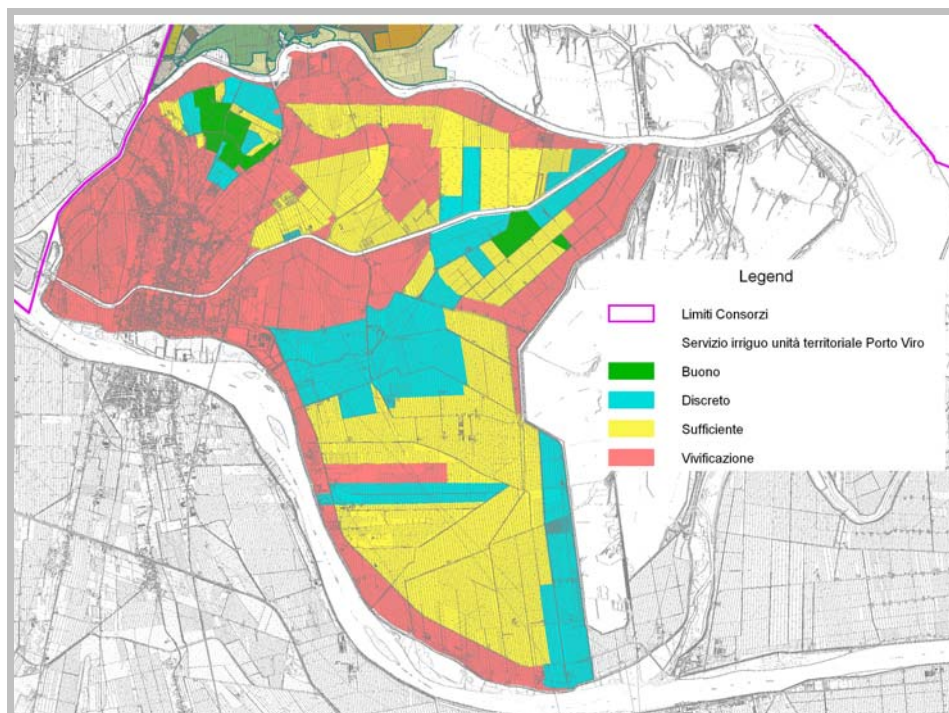 Legend
Limiti Consorzi
Servizio irriguo unità territoriale Porto Viro
Buono
Discreto
Sufficiente
Vivificazione